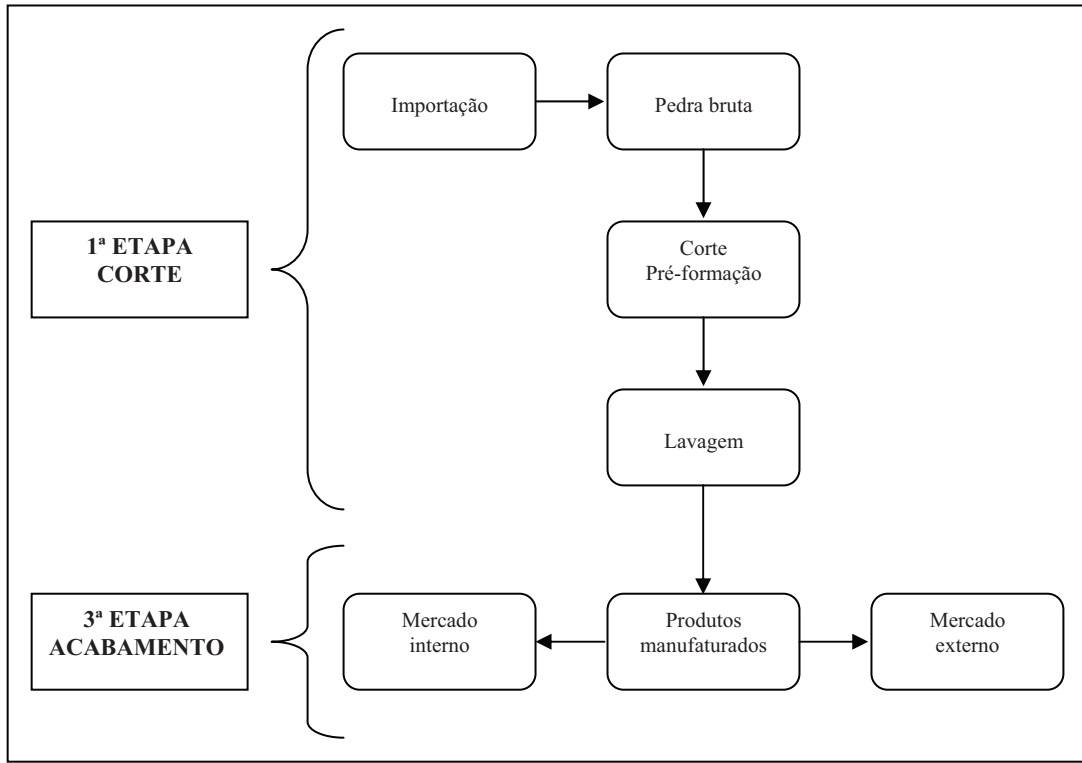 Importação
Pedra bruta
1ª ETAPA
CORTE
Corte
Pré-formação
Lavagem
3ª ETAPA
ACABAMENTO
Mercado
interno
Produtos
manufaturados
Mercado
externo